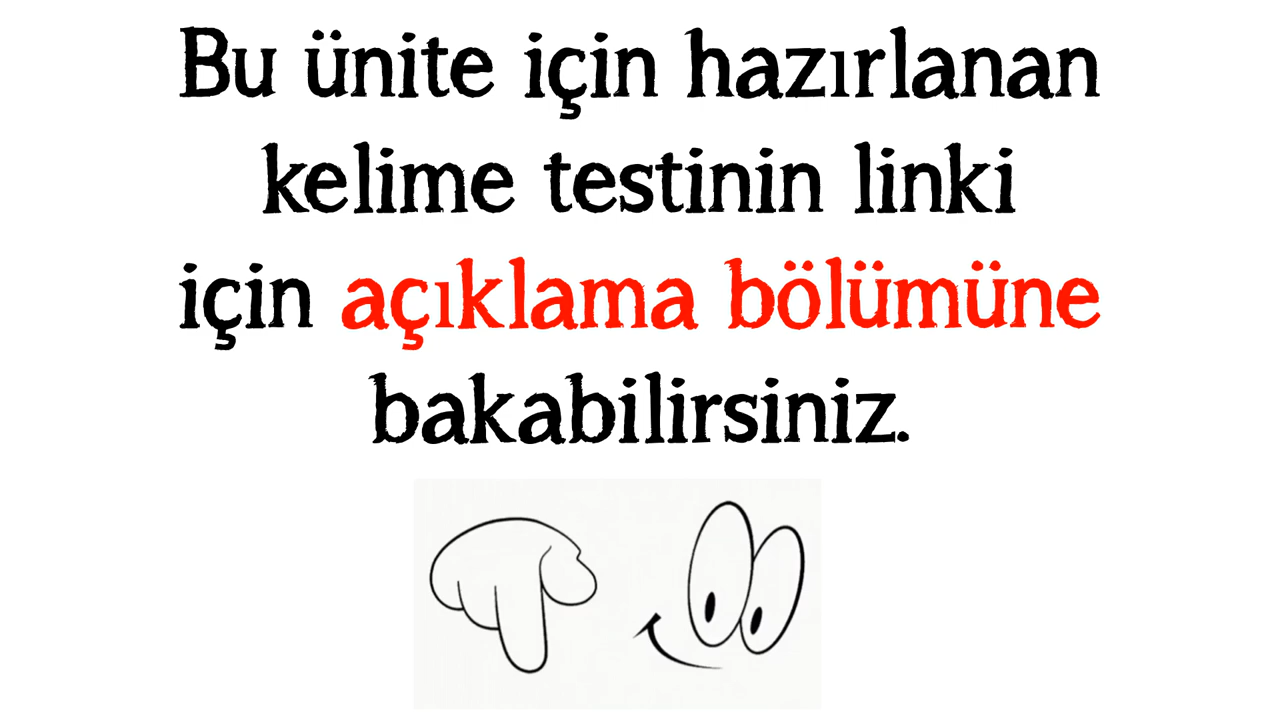 Bu ünite için hazırlanan
kelime testinin linki
için açıklama bölümüne
bakabilirsiniz.